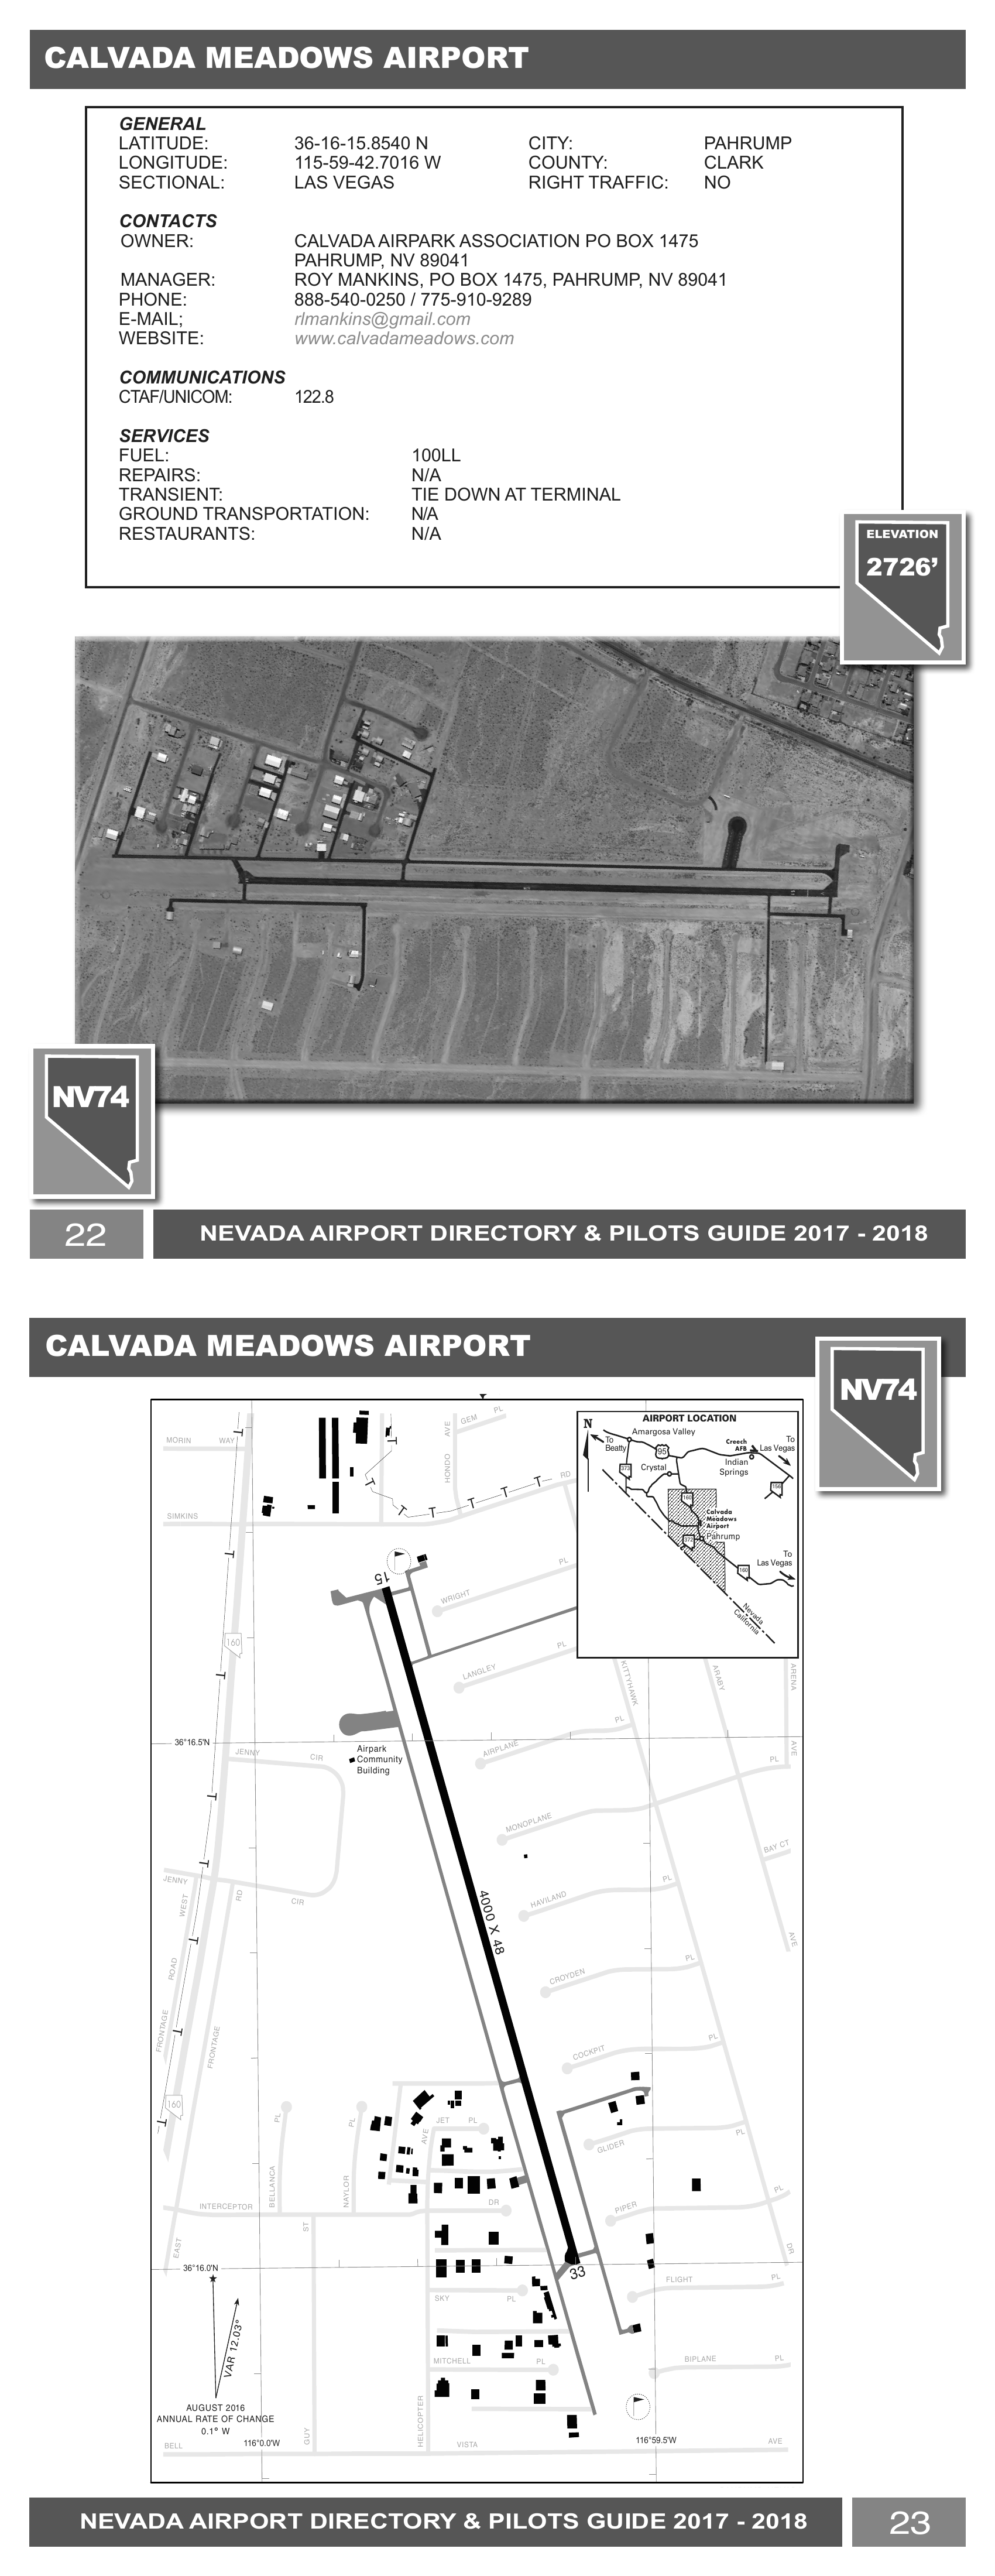 CALVADA MEADOWS AIRPORT
GENERAL
LATITUDE: 36-16-15.8540 N CITY: PAHRUMP
LONGITUDE: 115-59-42.7016 W COUNTY: CLARK
SECTIONAL: LAS VEGAS RIGHT TRAFFIC: NO
CONTACTS
OWNER: CALVADA AIRPARK ASSOCIATION PO BOX 1475
PAHRUMP, NV 89041
MANAGER: ROY MANKINS, PO BOX 1475, PAHRUMP, NV 89041
PHONE: 888-540-0250 / 775-910-9289
E-MAIL; rlmankins@gmail.com
WEBSITE: www.calvadameadows.com
COMMUNICATIONS
CTAF/UNICOM: 122.8
SERVICES
FUEL: 100LL
REPAIRS: N/A
TRANSIENT: TIE DOWN AT TERMINAL
GROUND TRANSPORTATION: N/A
RESTAURANTS: N/A
ELEVATION
2726’
NV74
22 NEVADA AIRPORT DIRECTORY & PILOTS GUIDE 2017 - 2018
CALVADA MEADOWS AIRPORT
NV74
AIRPORT LOCATION
N
Amargosa Valley
To
Beatty
95
Creech
AFB
To
Las Vegas
373
Crystal
Indian
Springs
156
160
Calvada
Meadows
Airport
372
Pahrump
To
Las Vegas
160
Nevada
California
MORIN WAY
HONDO AVE
GEM PL
SIMKINS RD
15
WRIGHT PL
160
LANGLEY PL
KITTYHAWK
ARABY
ARENA
AVE
36°16.5'N
JENNY CIR
Airpark
Community
Building
AIRPLANE PL
PL
MONOPLANE
BAY CT
JENNY CIR
WEST
RD
4000 X 48
HAVILAND PL
AVE
FRONTAGE ROAD
FRONTAGE
CROYDEN PL
COCKPIT PL
160
BELLANCA PL
NAYLOR PL
JET PL
AVE
GLIDER PL
INTERCEPTOR DR
PIPER PL
EAST
ST
DR
36°16.0'N
33
FLIGHT PL
SKY PL
VAR 12.03°
MITCHELL PL
BIPLANE PL
AUGUST 2016
ANNUAL RATE OF CHANGE
0.1° W
GUY
HELICOPTER
116°0.0'W
116°59.5'W
BELL VISTA AVE
NEVADA AIRPORT DIRECTORY & PILOTS GUIDE 2017 - 2018 23